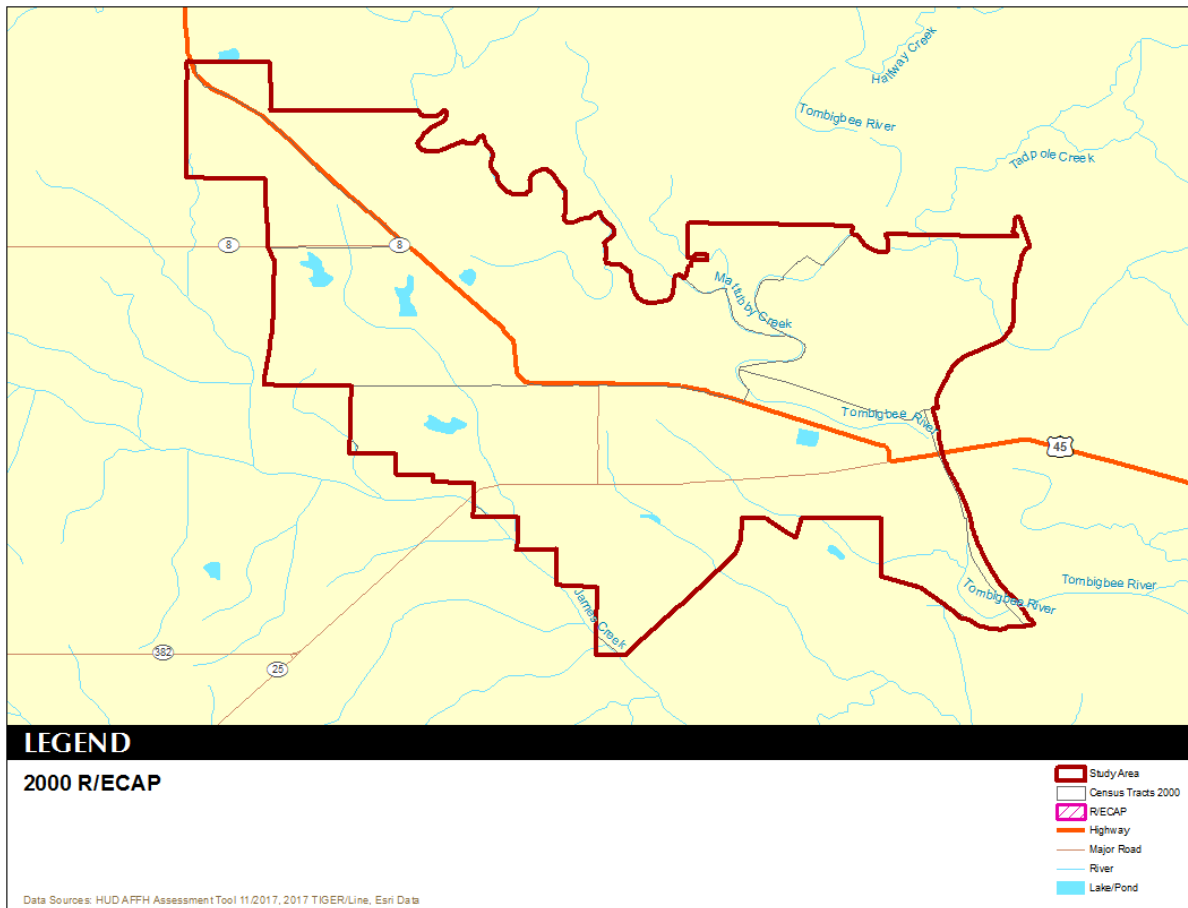 Halfway Creek
Tombigbee River
Tadpole Creek
8
8
Mattubby Creek
Tombigbee River
45
James Creek
Tombigbee River
Tombigbee River
382
25
LEGEND
2000 R/ECAP
Study Area
Census Tracts 2000
R/ECAP
Highway
Major Road
River
Lake/Pond
Data Sources: HUD AFFH Assessment Tool 11/2017, 2017 TIGER/Line, Esri Data